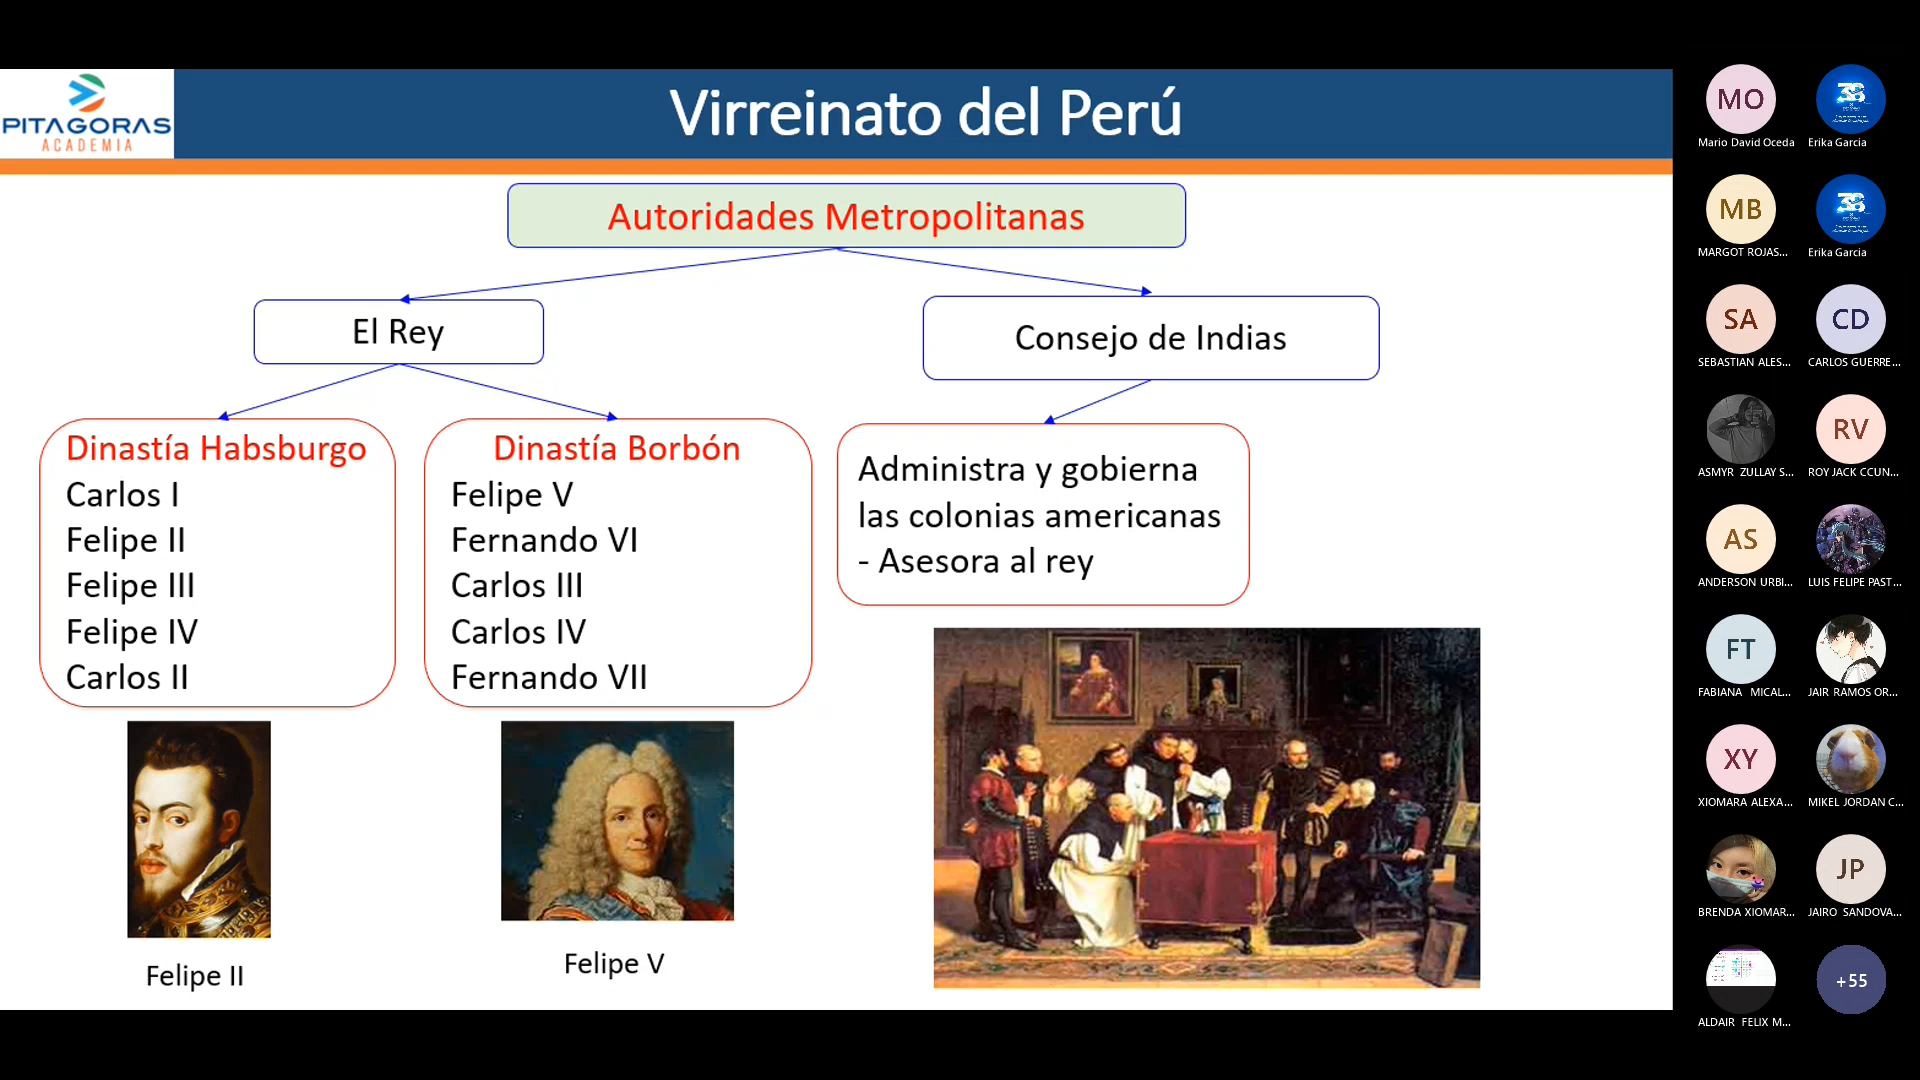 PITAGORAS
ACADEMIA
Virreinato del Perú
Autoridades Metropolitanas
El Rey
Consejo de Indias
Dinastía Habsburgo
Carlos I
Felipe II
Felipe III
Felipe IV
Carlos II
Dinastía Borbón
Felipe V
Fernando VI
Carlos III
Carlos IV
Fernando VII
Administra y gobierna
las colonias americanas
- Asesora al rey
Felipe II
Felipe V
MO
Mario David Oceda
38
Erika Garcia
MB
MARGOT ROJAS...
38
Erika Garcia
SA
SEBASTIAN ALES...
CD
CARLOS GUERRE...
ASMYR ZULLAY S...
RV
ROY JACK CCUN...
AS
ANDERSON URBI...
LUIS FELIPE PAST...
FT
FABIANA MICAL...
JAIR RAMOS OR...
XY
XIOMARA ALEXA...
MIKEL JORDAN C...
BRENDA XIOMAR...
JP
JAIRO SANDOVA...
ALDAIR FELIX M...
+55